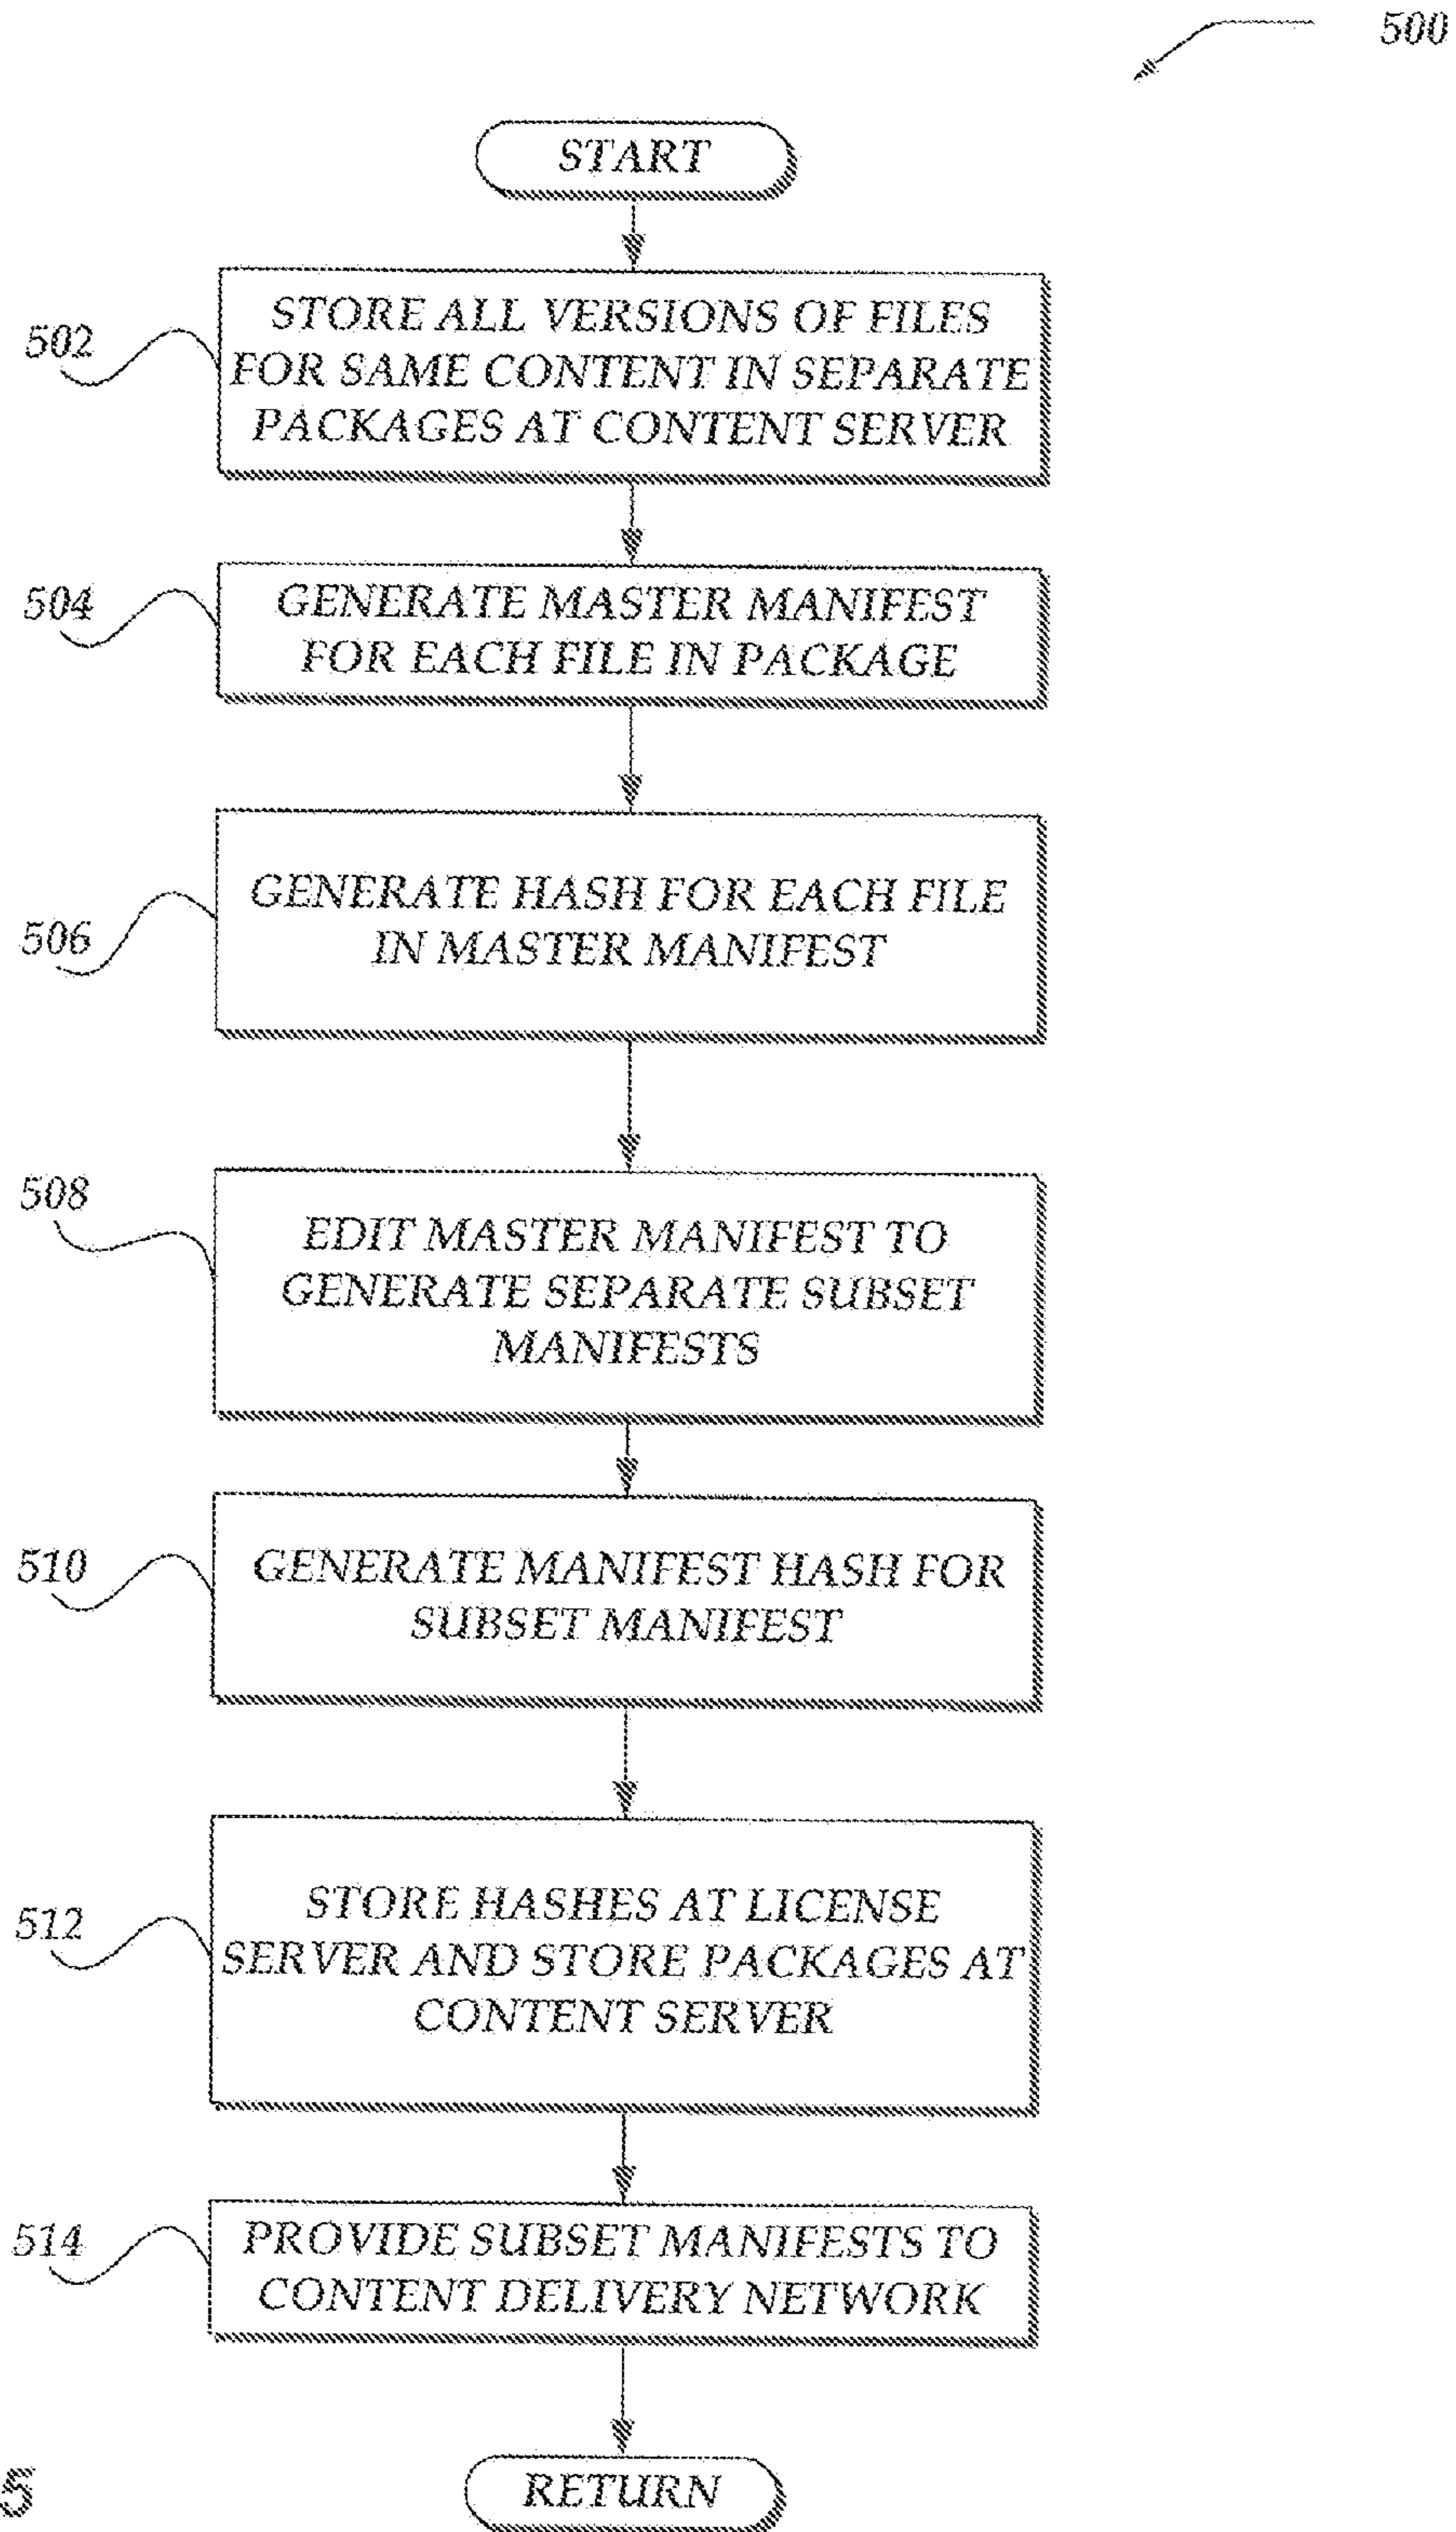 500
START
502
STORE ALL VERSIONS OF FILES
FOR SAME CONTENT IN SEPARATE
PACKAGES AT CONTENT SERVER
504
GENERATE MASTER MANIFEST
FOR EACH FILE IN PACKAGE
506
GENERATE HASH FOR EACH FILE
IN MASTER MANIFEST
508
EDIT MASTER MANIFEST TO
GENERATE SEPARATE SUBSET
MANIFESTS
510
GENERATE MANIFEST HASH FOR
SUBSET MANIFEST
512
STORE HASHES AT LICENSE
SERVER AND STORE PACKAGES AT
CONTENT SERVER
514
PROVIDE SUBSET MANIFESTS TO
CONTENT DELIVERY NETWORK
5
RETURN